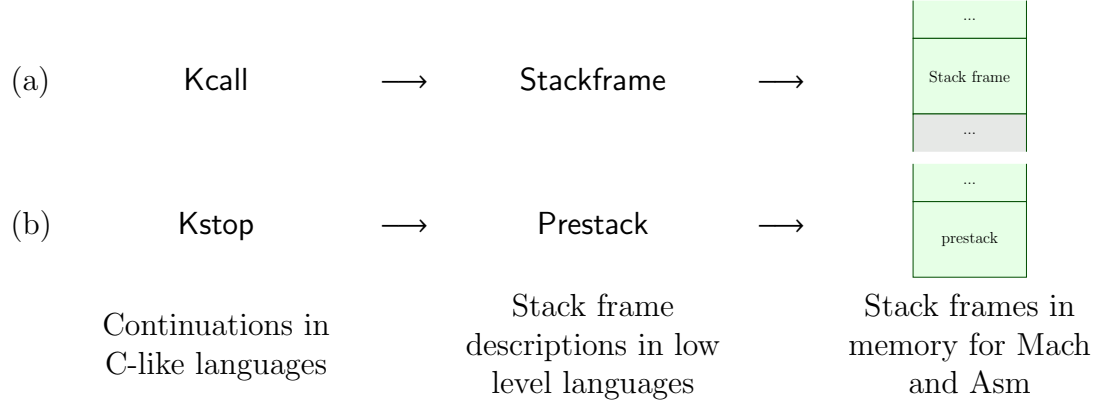 ...
(a) Kcall ⟶ Stackframe ⟶ Stack frame
...
...
(b) Kstop ⟶ Prestack ⟶ prestack
Continuations in
C-like languages
Stack frame
descriptions in low
level languages
Stack frames in
memory for Mach
and Asm